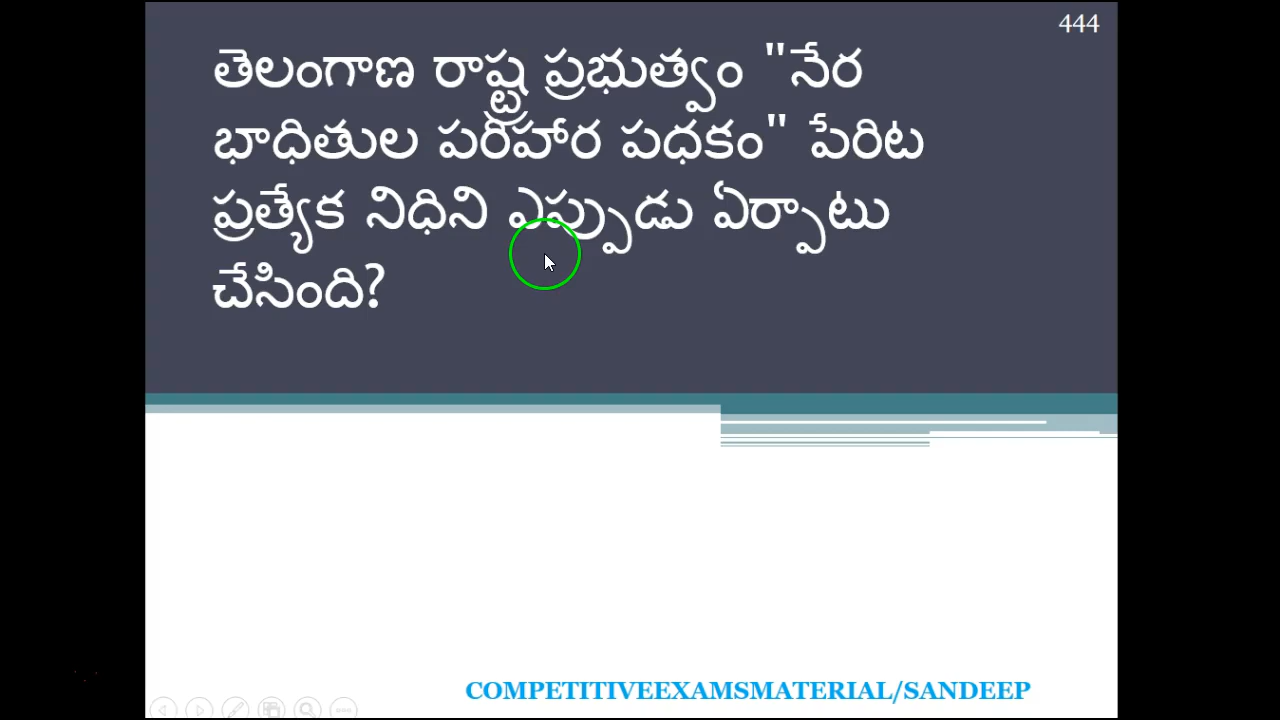 444
తెలంగాణ రాష్ట్ర ప్రభుత్వం "నేర
భాధితుల పరిహార పధకం" పేరిట
ప్రత్యేక నిధిని ఎప్పుడు ఏర్పాటు
చేసింది?
COMPETITIVEEXAMSMATERIAL/SANDEEP